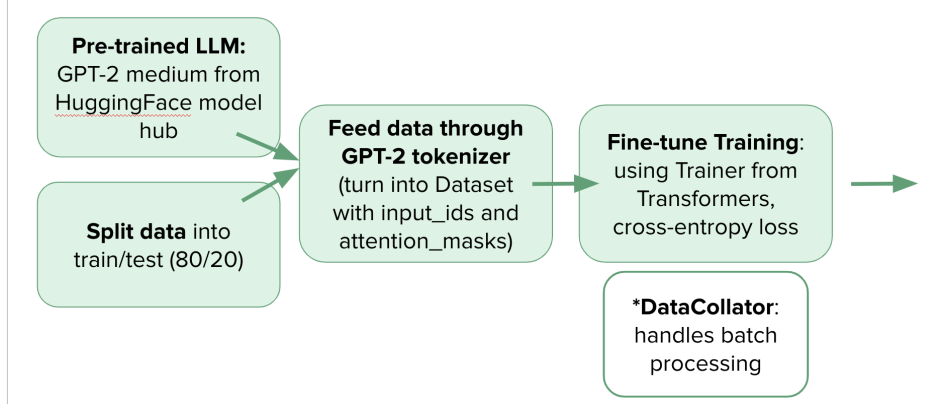 Pre-trained LLM:
GPT-2 medium from
HuggingFace model
hub
Split data into
train/test (80/20)
Feed data through
GPT-2 tokenizer
(turn into Dataset
with input_ids and
attention_masks)
Fine-tune Training:
using Trainer from
Transformers,
cross-entropy loss
*DataCollator:
handles batch
processing